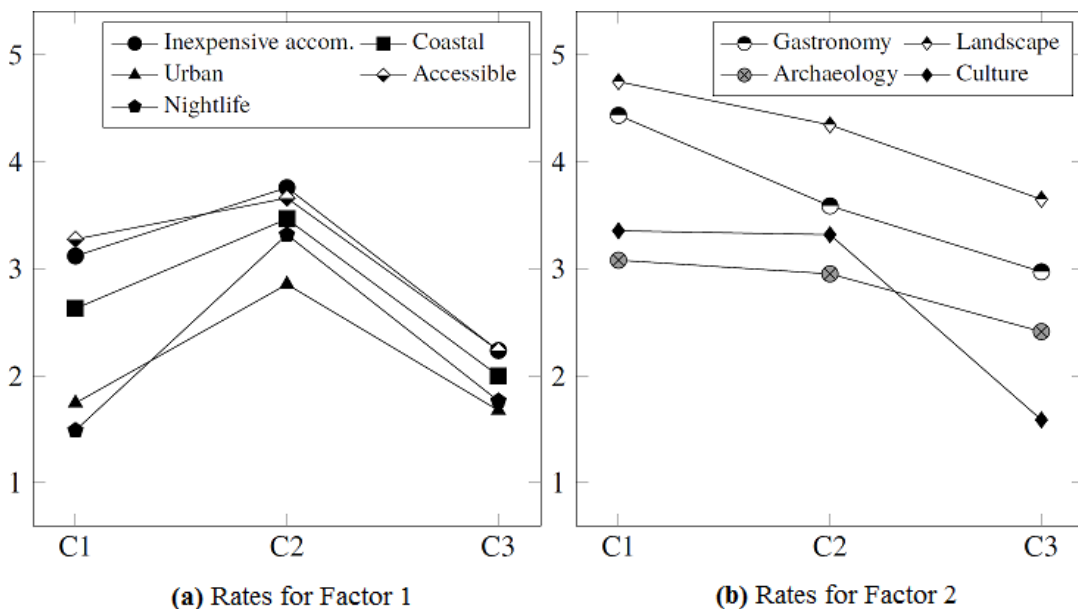 Inexpensive accom. Coastal
Urban Accessible
Nightlife
5
4
3
2
1
C1 C2 C3
(a) Rates for Factor 1
Gastronomy Landscape
Archaeology Culture
5
4
3
2
1
C1 C2 C3
(b) Rates for Factor 2